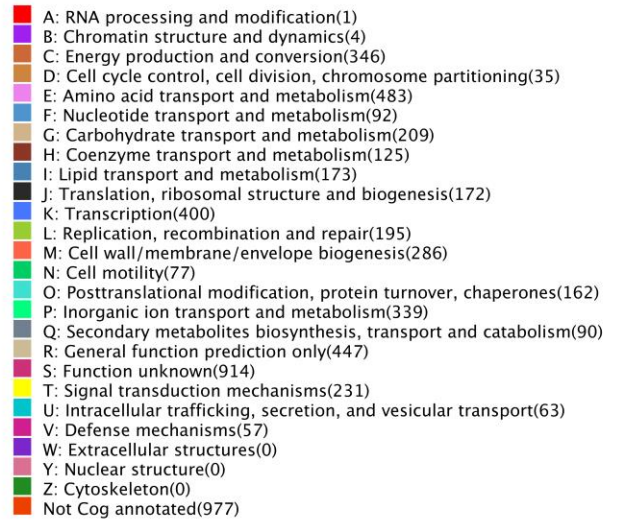 A: RNA processing and modification(1)
B: Chromatin structure and dynamics(4)
C: Energy production and conversion(346)
D: Cell cycle control, cell division, chromosome partitioning(35)
E: Amino acid transport and metabolism(483)
F: Nucleotide transport and metabolism(92)
G: Carbohydrate transport and metabolism(209)
H: Coenzyme transport and metabolism(125)
I: Lipid transport and metabolism(173)
J: Translation, ribosomal structure and biogenesis(172)
K: Transcription(400)
L: Replication, recombination and repair(195)
M: Cell wall/membrane/envelope biogenesis(286)
N: Cell motility(77)
O: Posttranslational modification, protein turnover, chaperones(162)
P: Inorganic ion transport and metabolism(339)
Q: Secondary metabolites biosynthesis, transport and catabolism(90)
R: General function prediction only(447)
S: Function unknown(914)
T: Signal transduction mechanisms(231)
U: Intracellular trafficking, secretion, and vesicular transport(63)
V: Defense mechanisms(57)
W: Extracellular structures(0)
Y: Nuclear structure(0)
Z: Cytoskeleton(0)
Not Cog annotated(977)